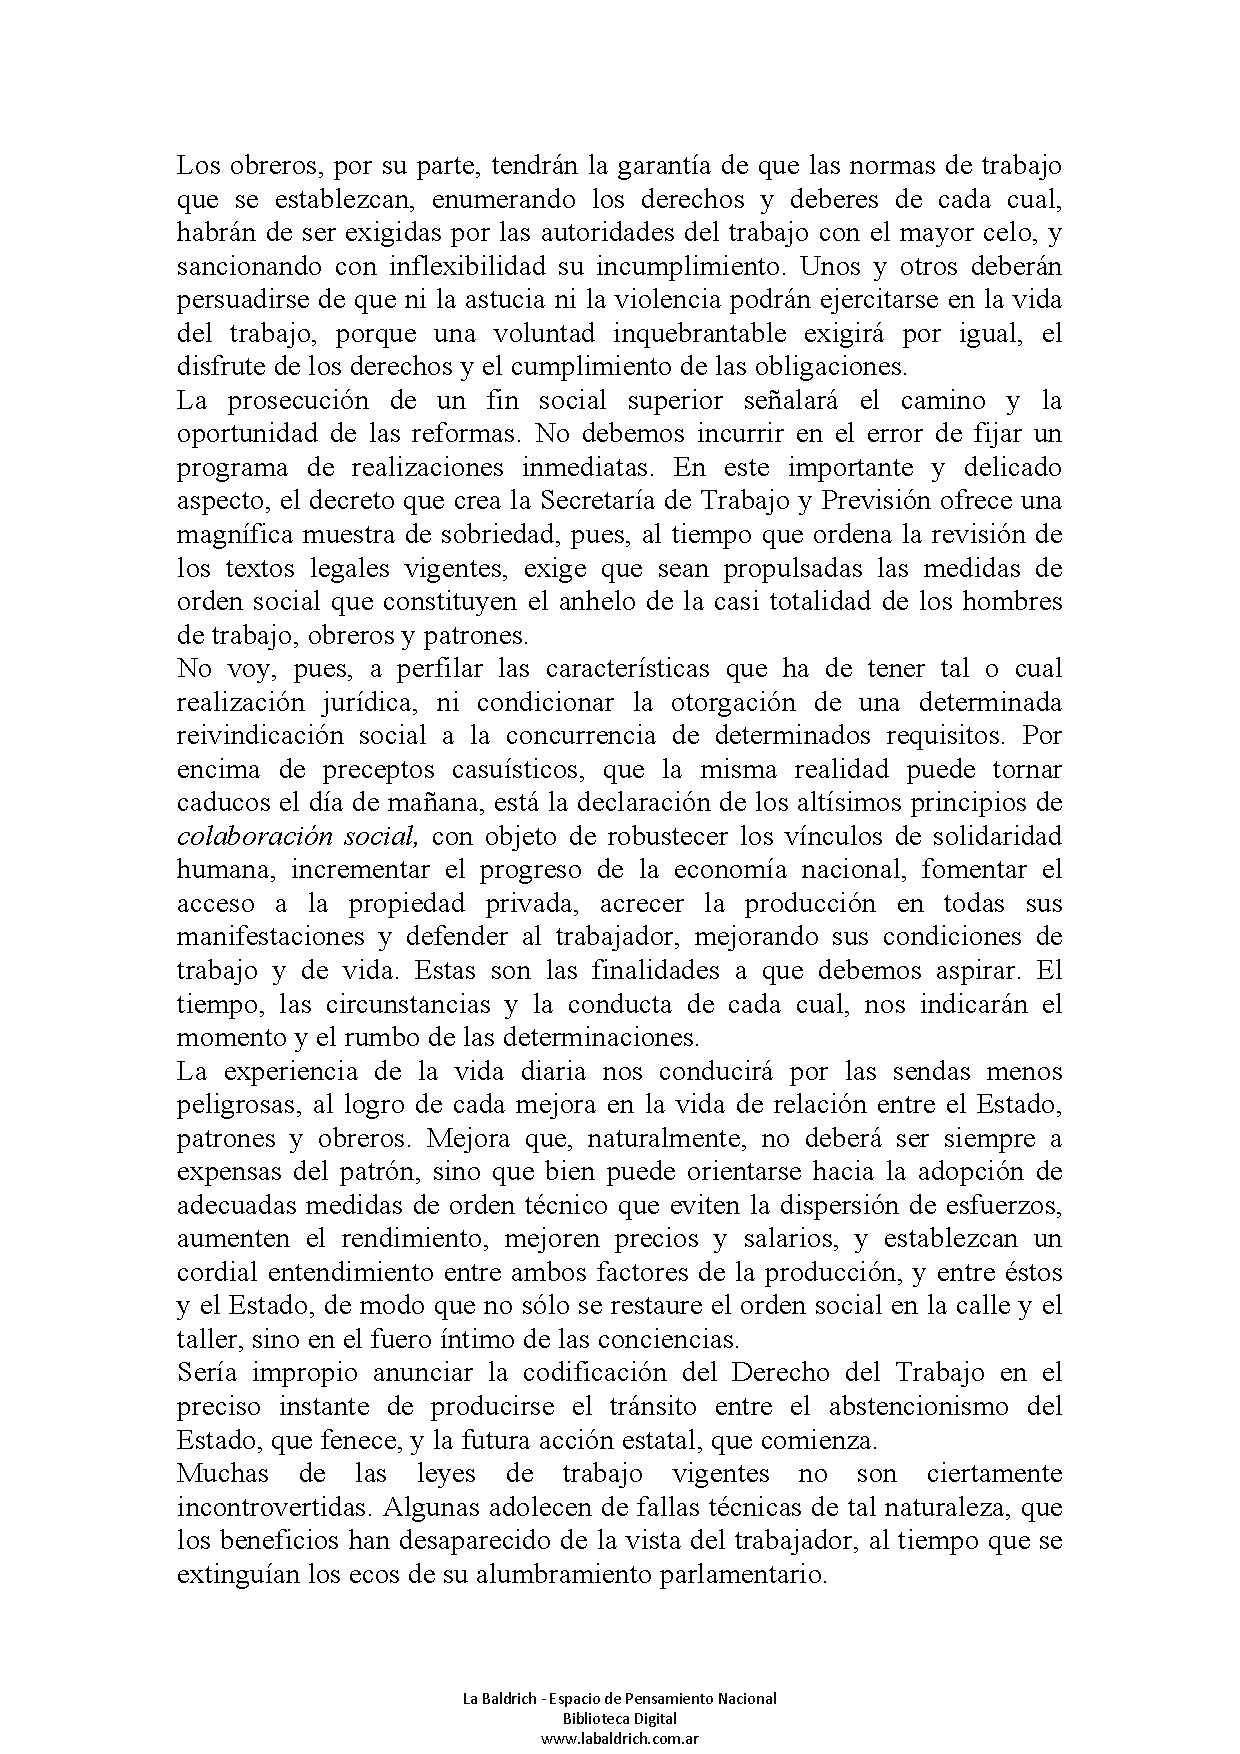 Los obreros, por su parte, tendrán la garantía de que las normas de trabajo
que se establezcan, enumerando los derechos y deberes de cada cual,
habrán de ser exigidas por las autoridades del trabajo con el mayor celo, y
sancionando con inflexibilidad su incumplimiento. Unos y otros deberán
persuadirse de que ni la astucia ni la violencia podrán ejercitarse en la vida
del trabajo, porque una voluntad inquebrantable exigirá por igual, el
disfrute de los derechos y el cumplimiento de las obligaciones.
La prosecución de un fin social superior señalará el camino y la
oportunidad de las reformas. No debemos incurrir en el error de fijar un
programa de realizaciones inmediatas. En este importante y delicado
aspecto, el decreto que crea la Secretaría de Trabajo y Previsión ofrece una
magnífica muestra de sobriedad, pues, al tiempo que ordena la revisión de
los textos legales vigentes, exige que sean propulsadas las medidas de
orden social que constituyen el anhelo de la casi totalidad de los hombres
de trabajo, obreros y patrones.
No voy, pues, a perfilar las características que ha de tener tal o cual
realización jurídica, ni condicionar la otorgación de una determinada
reivindicación social a la concurrencia de determinados requisitos. Por
encima de preceptos casuísticos, que la misma realidad puede tornar
caducos el día de mañana, está la declaración de los altísimos principios de
colaboración social, con objeto de robustecer los vínculos de solidaridad
humana, incrementar el progreso de la economía nacional, fomentar el
acceso a la propiedad privada, acrecer la producción en todas sus
manifestaciones y defender al trabajador, mejorando sus condiciones de
trabajo y de vida. Estas son las finalidades a que debemos aspirar. El
tiempo, las circunstancias y la conducta de cada cual, nos indicarán el
momento y el rumbo de las determinaciones.
La experiencia de la vida diaria nos conducirá por las sendas menos
peligrosas, al logro de cada mejora en la vida de relación entre el Estado,
patrones y obreros. Mejora que, naturalmente, no deberá ser siempre a
expensas del patrón, sino que bien puede orientarse hacia la adopción de
adecuadas medidas de orden técnico que eviten la dispersión de esfuerzos,
aumenten el rendimiento, mejoren precios y salarios, y establezcan un
cordial entendimiento entre ambos factores de la producción, y entre éstos
y el Estado, de modo que no sólo se restaure el orden social en la calle y el
taller, sino en el fuero íntimo de las conciencias.
Sería impropio anunciar la codificación del Derecho del Trabajo en el
preciso instante de producirse el tránsito entre el abstencionismo del
Estado, que fenece, y la futura acción estatal, que comienza.
Muchas de las leyes de trabajo vigentes no son ciertamente
incontrovertidas. Algunas adolecen de fallas técnicas de tal naturaleza, que
los beneficios han desaparecido de la vista del trabajador, al tiempo que se
extinguían los ecos de su alumbramiento parlamentario.
La Baldrich - Espacio de Pensamiento Nacional
Biblioteca Digital
www.labaldrich.com.ar